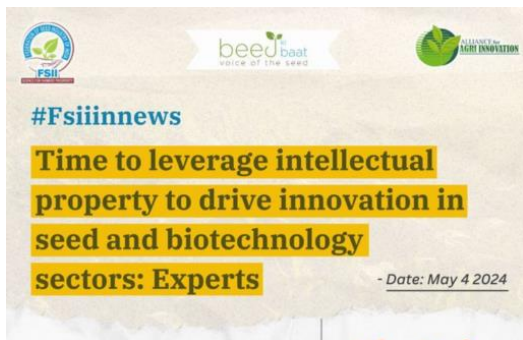 FSII
beej
की
baat
voice of the seed
ALLIANCE for
AGRI INNOVATION
#Fsiiinnews
Time to leverage intellectual
property to drive innovation in
seed and biotechnology
sectors: Experts
- Date: May 4 2024